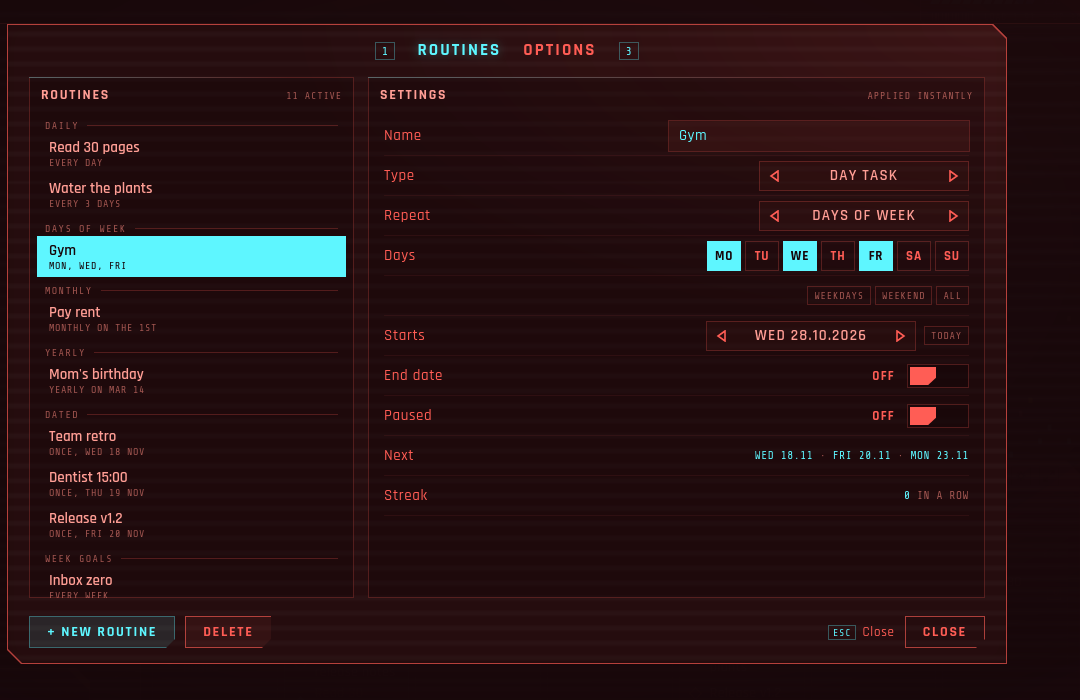 1 ROUTINES OPTIONS 3
ROUTINES 11 ACTIVE
DAILY
Read 30 pages
EVERY DAY
Water the plants
EVERY 3 DAYS
DAYS OF WEEK
Gym
MON, WED, FRI
MONTHLY
Pay rent
MONTHLY ON THE 1ST
YEARLY
Mom's birthday
YEARLY ON MAR 14
DATED
Team retro
ONCE, WED 18 NOV
Dentist 15:00
ONCE, THU 19 NOV
Release v1.2
ONCE, FRI 20 NOV
WEEK GOALS
Inbox zero
EVERY WEEK
SETTINGS APPLIED INSTANTLY
Name Gym
Type DAY TASK
Repeat DAYS OF WEEK
Days MO TU WE TH FR SA SU
WEEKDAYS WEEKEND ALL
Starts WED 28.10.2026 TODAY
End date OFF
Paused OFF
Next WED 18.11 · FRI 20.11 · MON 23.11
Streak 0 IN A ROW
+ NEW ROUTINE DELETE ESC Close CLOSE